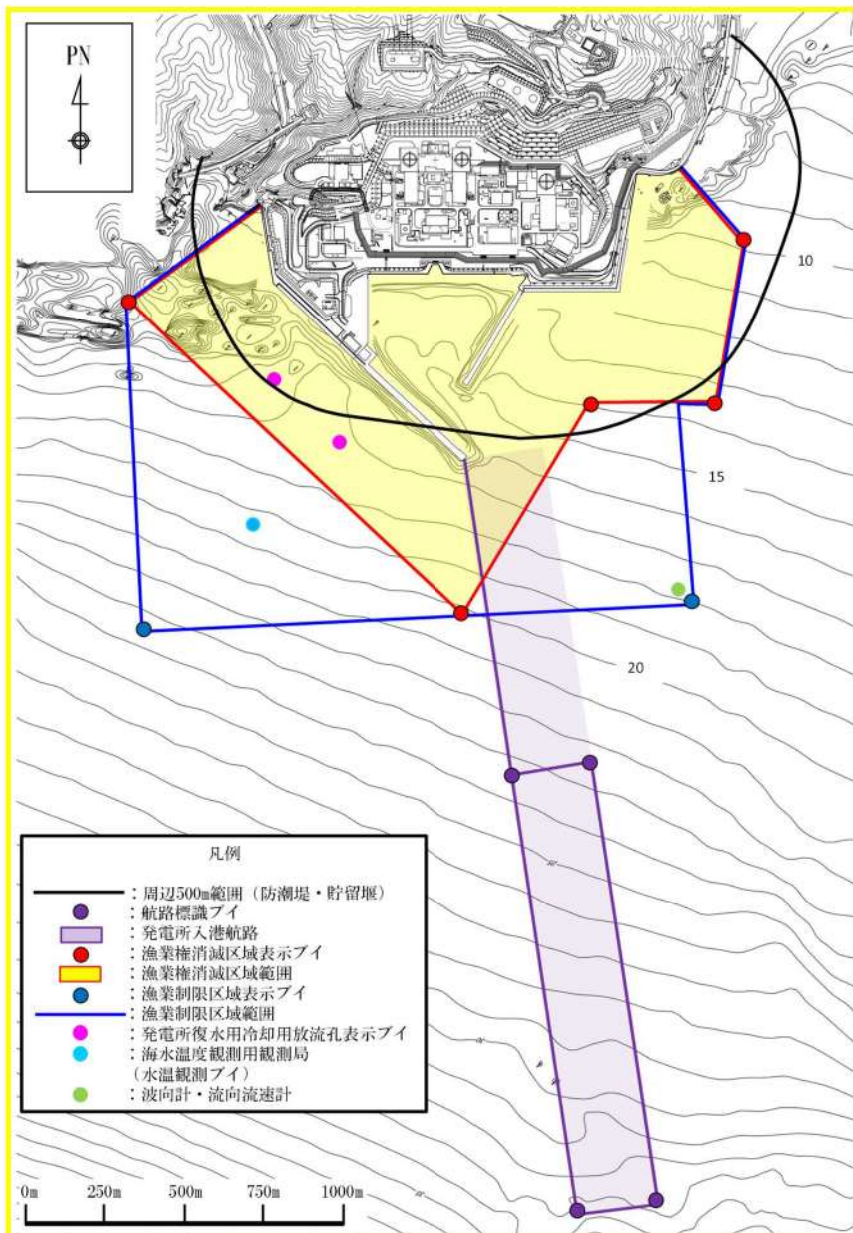 PN
10
15
20
凡例
：周辺500m範囲（防潮堤・貯留堰）
：航路標識ブイ
：発電所入港航路
：漁業権消滅区域表示ブイ
：漁業権消滅区域範囲
：漁業制限区域表示ブイ
：漁業制限区域範囲
：発電所復水用冷却用放流孔表示ブイ
：海水温度観測用観測局
（水温観測ブイ）
：波向計・流向流速計
0m 250m 500m 750m 1000m